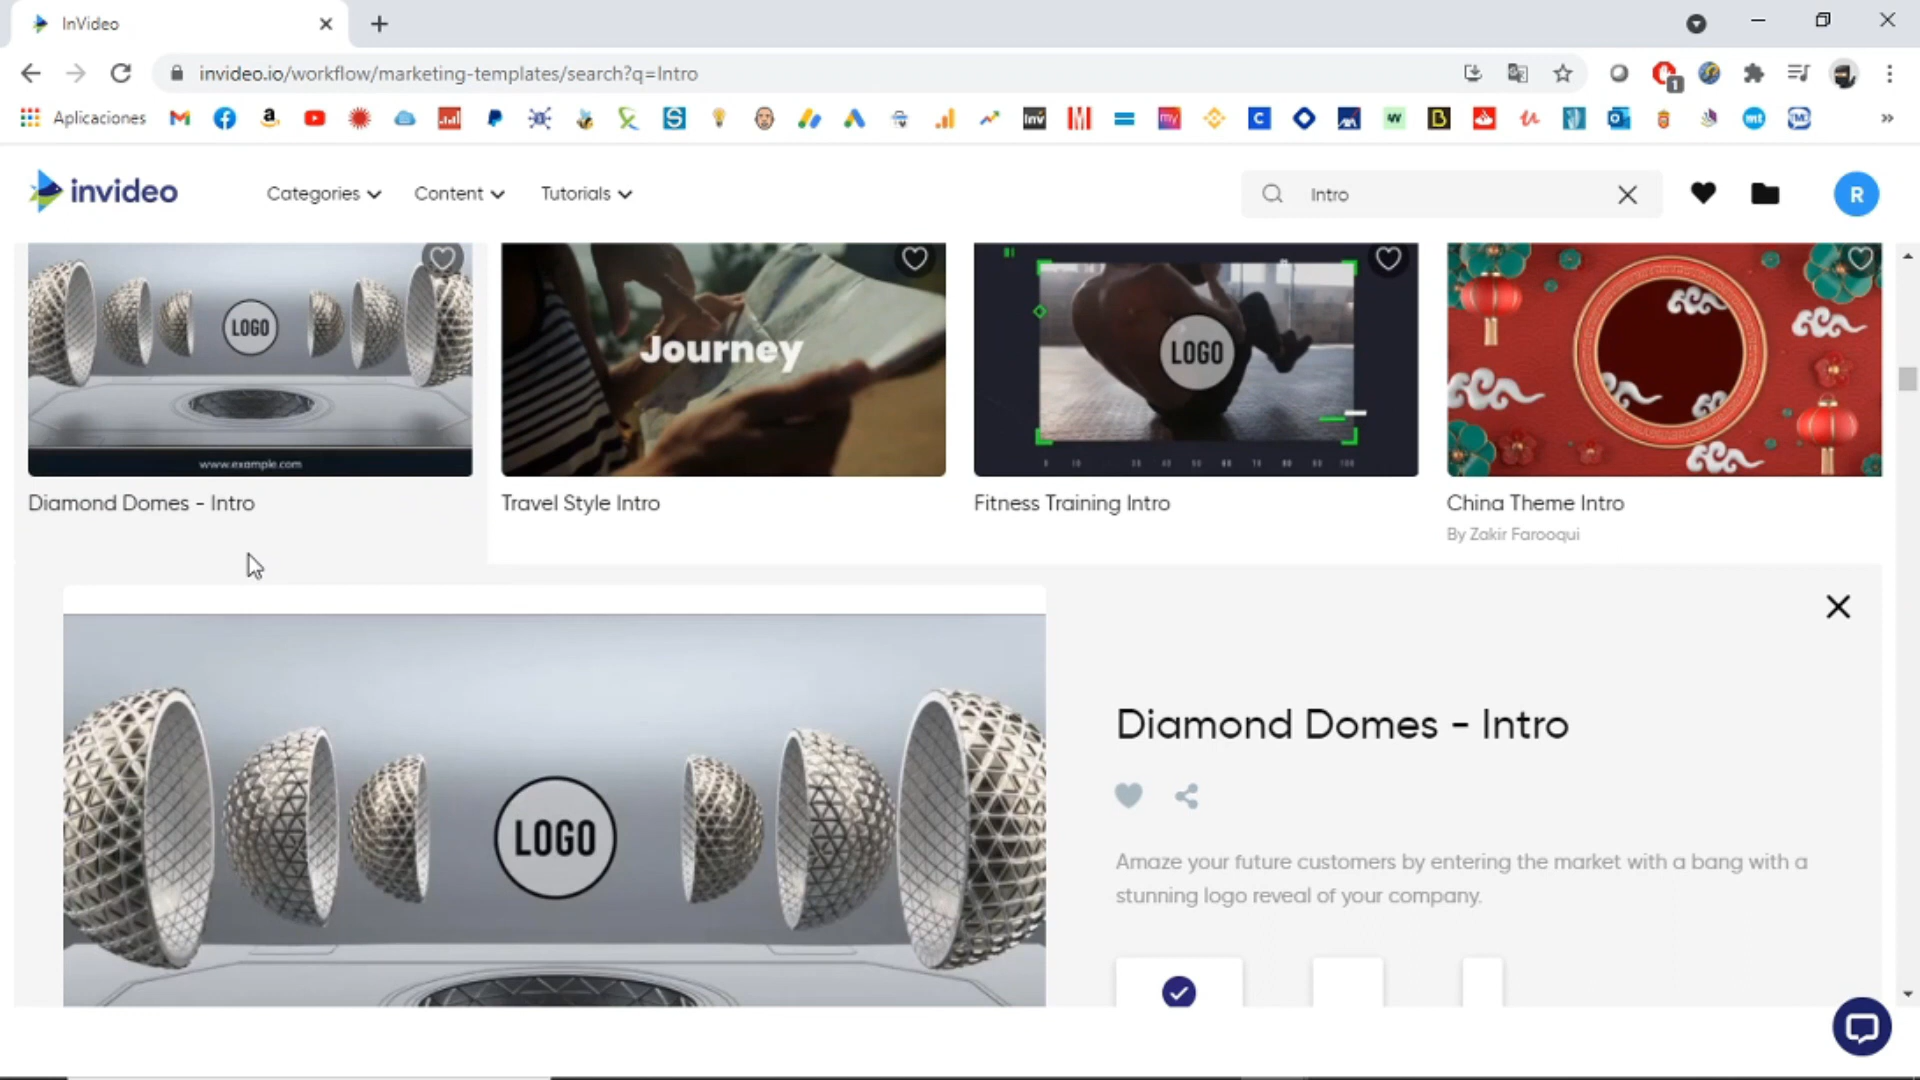 InVideo
invideo.io/workflow/marketing-templates/search?q=Intro
1
Aplicaciones
invideo
Categories
Content
Tutorials
Intro
R
LOGO
www.example.com
Journey
LOGO
Diamond Domes - Intro
Travel Style Intro
Fitness Training Intro
China Theme Intro
By Zakir Farooqui
LOGO
Diamond Domes - Intro
Amaze your future customers by entering the market with a bang with a
stunning logo reveal of your company.